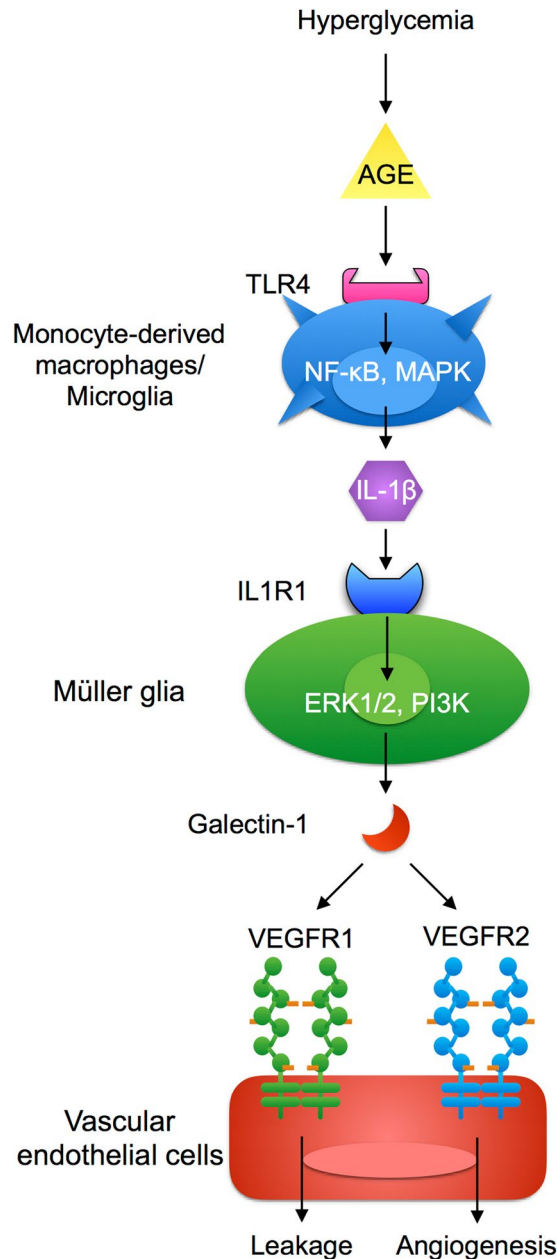 Hyperglycemia
AGE
TLR4
Monocyte-derived
macrophages/
Microglia
NF-κB, MAPK
IL-1β
IL1R1
Müller glia
ERK1/2, PI3K
Galectin-1
VEGFR1
VEGFR2
Vascular
endothelial cells
Leakage
Angiogenesis